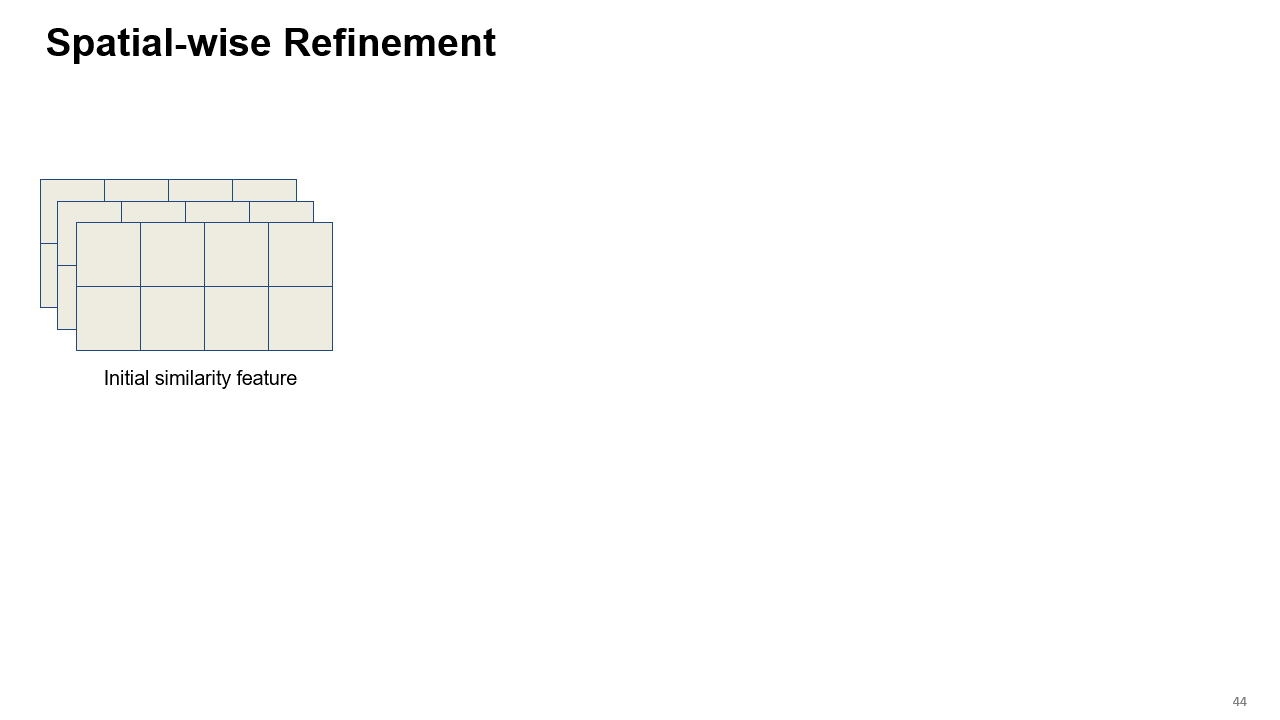 Spatial-wise Refinement
Initial similarity feature
44